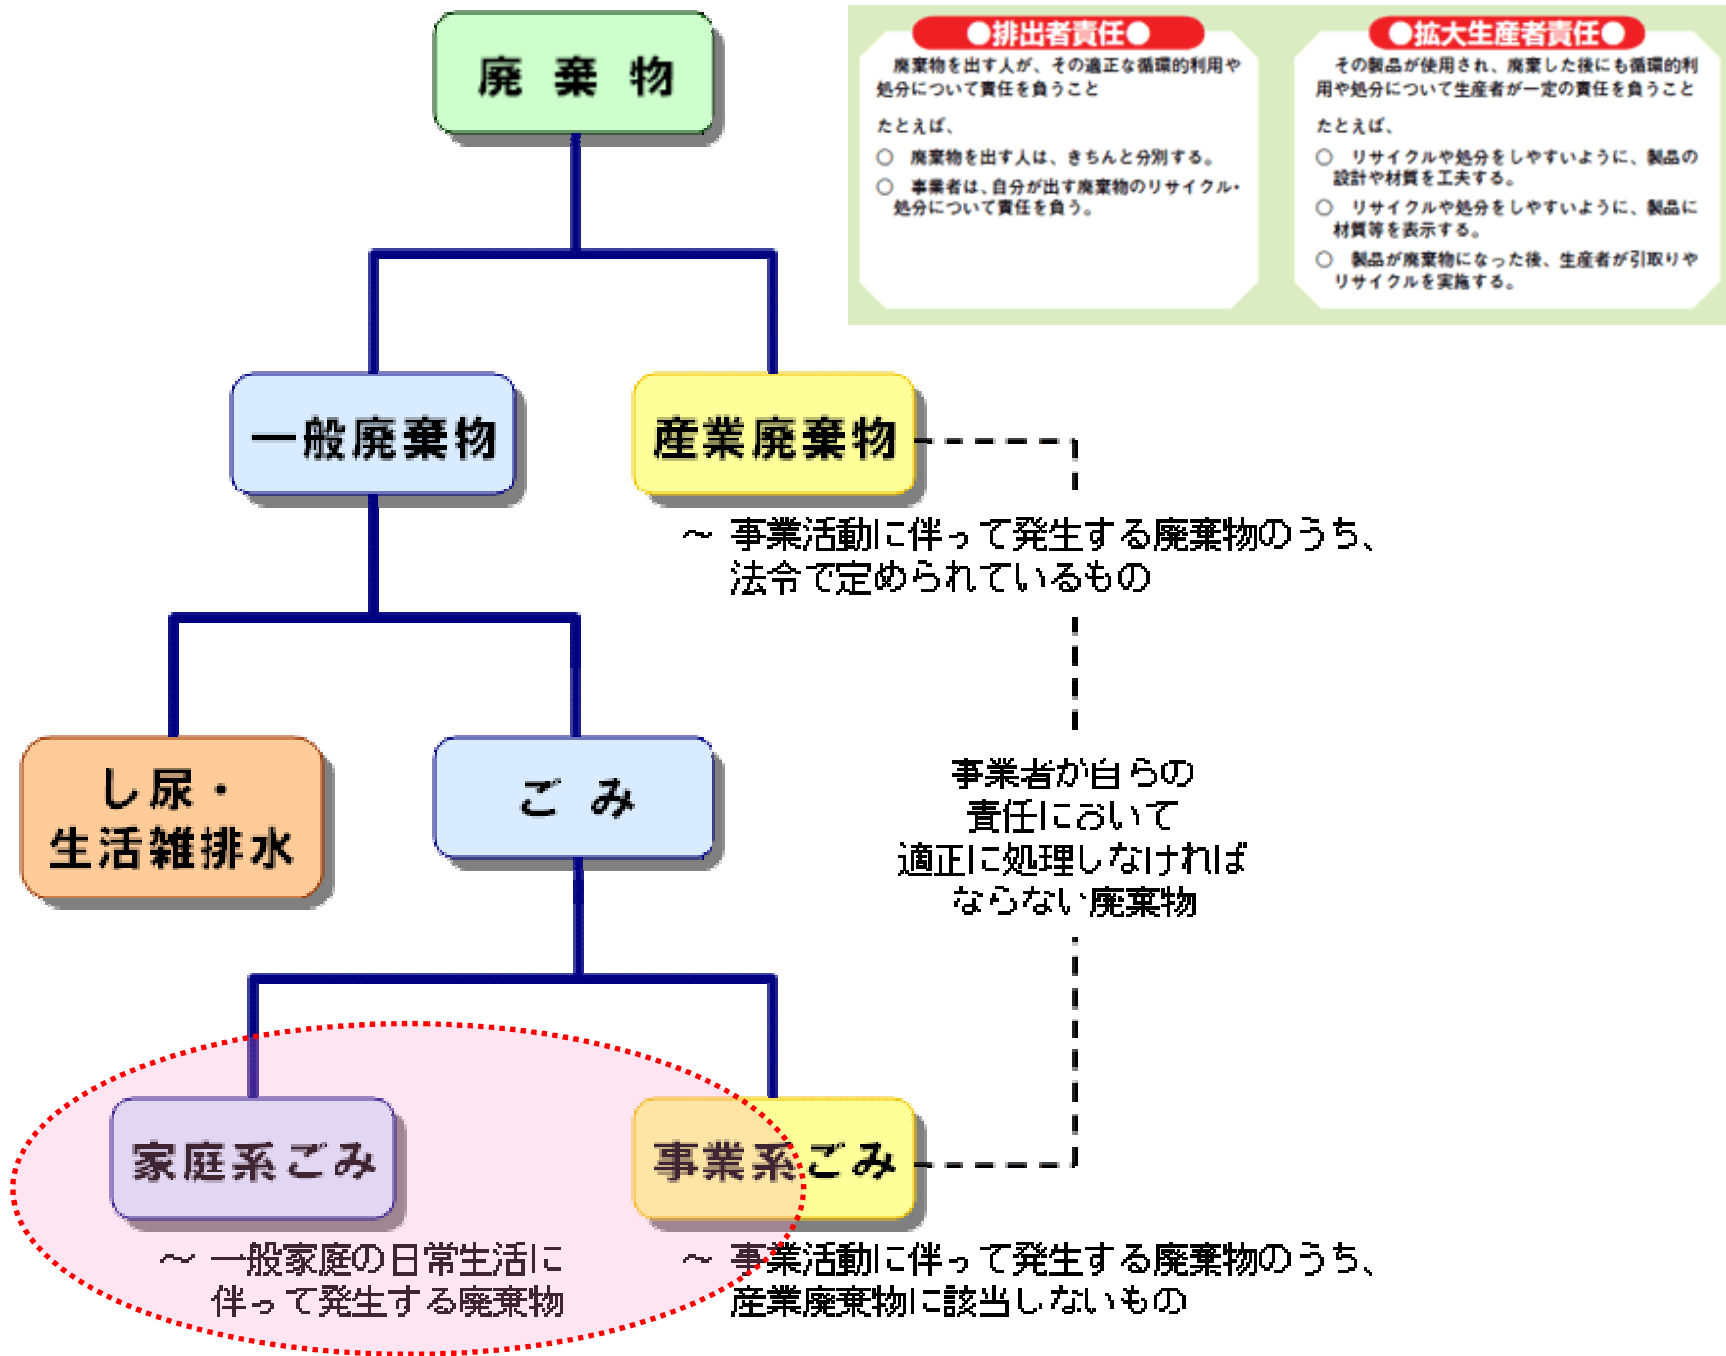 廃棄物
●排出者責任●
廃棄物を出す人が、その適正な循環的利用や
処分について責任を負うこと
たとえば、
○ 廃棄物を出す人は、きちんと分別する。
○ 事業者は、自分が出す廃棄物のリサイクル・
処分について責任を負う。
●拡大生産者責任●
その製品が使用され、廃棄した後にも循環的利
用や処分について生産者が一定の責任を負うこと
たとえば、
○ リサイクルや処分をしやすいように、製品の
設計や材質を工夫する。
○ リサイクルや処分をしやすいように、製品に
材質等を表示する。
○ 製品が廃棄物になった後、生産者が引取りや
リサイクルを実施する。
一般廃棄物
産業廃棄物
～ 事業活動に伴って発生する廃棄物のうち、
法令で定められているもの
し尿・
生活雑排水
ごみ
事業者が自らの
責任において
適正に処理しなければ
ならない廃棄物
家庭系ごみ
事業系ごみ
～ 一般家庭の日常生活に
伴って発生する廃棄物
～ 事業活動に伴って発生する廃棄物のうち、
産業廃棄物に該当しないもの